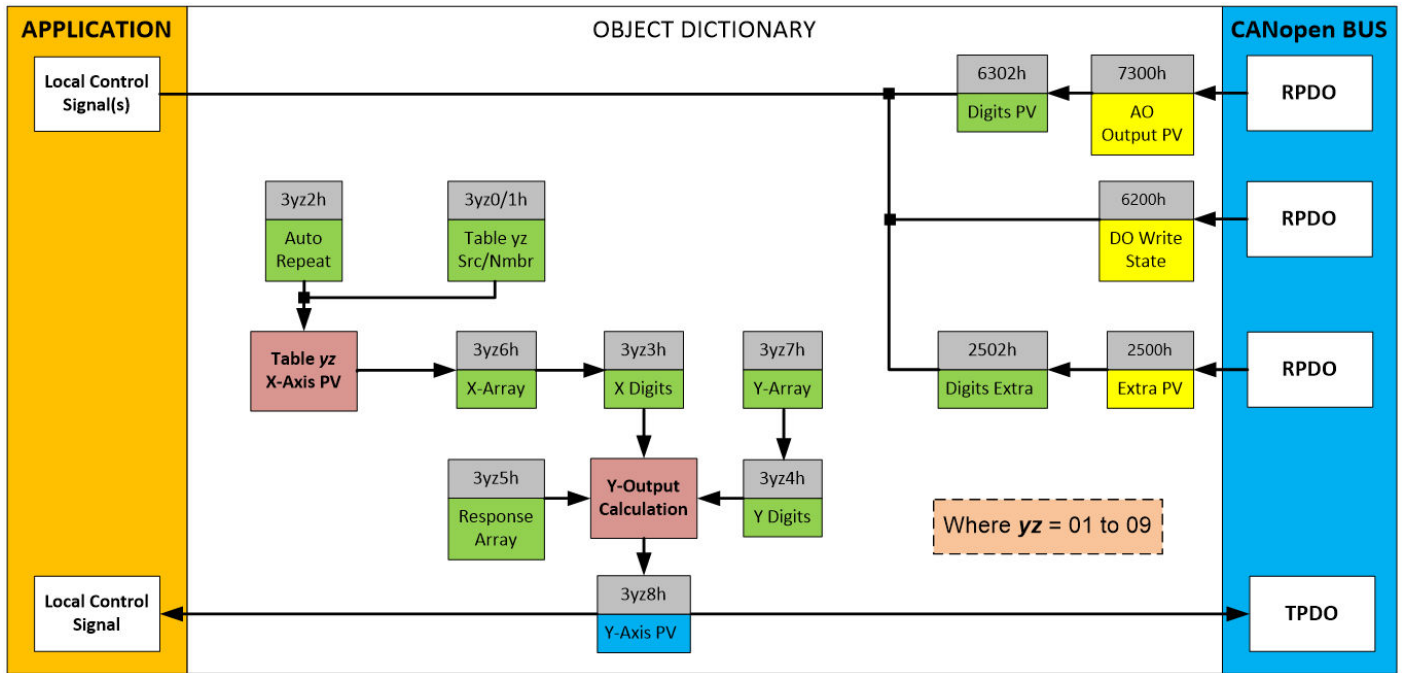 APPLICATION
OBJECT DICTIONARY
CANopen BUS
Local Control
Signal(s)
6302h
Digits PV
7300h
AO
Output PV
RPDO
3yz2h
Auto
Repeat
3yz0/1h
Table yz
Src/Nmbr
6200h
DO Write
State
RPDO
Table yz
X-Axis PV
3yz6h
X-Array
3yz3h
X Digits
3yz7h
Y-Array
2502h
Digits Extra
2500h
Extra PV
RPDO
3yz5h
Response
Array
Y-Output
Calculation
3yz4h
Y Digits
Where yz = 01 to 09
Local Control
Signal
3yz8h
Y-Axis PV
TPDO